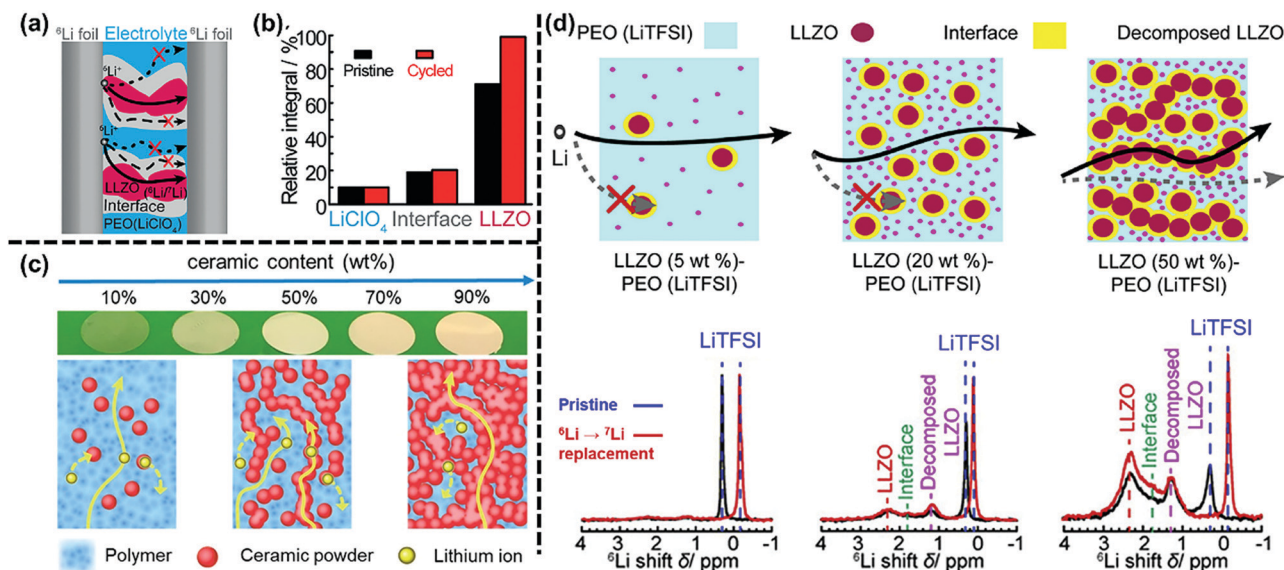 (a)
⁶Li foil Electrolyte ⁶Li foil
⁶Li⁺
⁶Li⁺
LLZO (⁶Li/⁷Li)
Interface
PEO(LiClO₄)
(b)
Relative integral / %
100
80
60
40
20
0
Pristine
Cycled
LiClO₄ Interface LLZO
(c)
ceramic content (wt%)
10% 30% 50% 70% 90%
Polymer Ceramic powder Lithium ion
(d)
PEO (LiTFSI) LLZO Interface Decomposed LLZO
Li
LLZO (5 wt %)-
PEO (LiTFSI)
LLZO (20 wt %)-
PEO (LiTFSI)
LLZO (50 wt %)-
PEO (LiTFSI)
Pristine
⁶Li → ⁷Li
replacement
LiTFSI
4 3 2 1 0 -1
⁶Li shift δ/ ppm
LLZO
Interface
Decomposed
LLZO
LiTFSI
4 3 2 1 0 -1
⁶Li shift δ/ ppm
LLZO
Interface
Decomposed
LLZO
LiTFSI
4 3 2 1 0 -1
⁶Li shift δ/ ppm